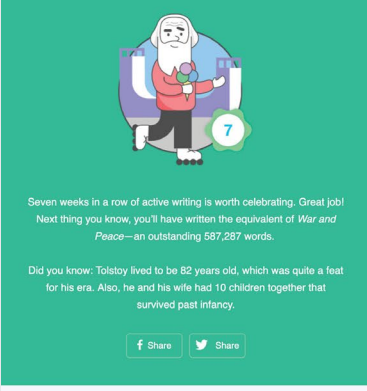 7
Seven weeks in a row of active writing is worth celebrating. Great job!
Next thing you know, you'll have written the equivalent of War and
Peace—an outstanding 587,287 words.
Did you know: Tolstoy lived to be 82 years old, which was quite a feat
for his era. Also, he and his wife had 10 children together that
survived past infancy.
Share
Share